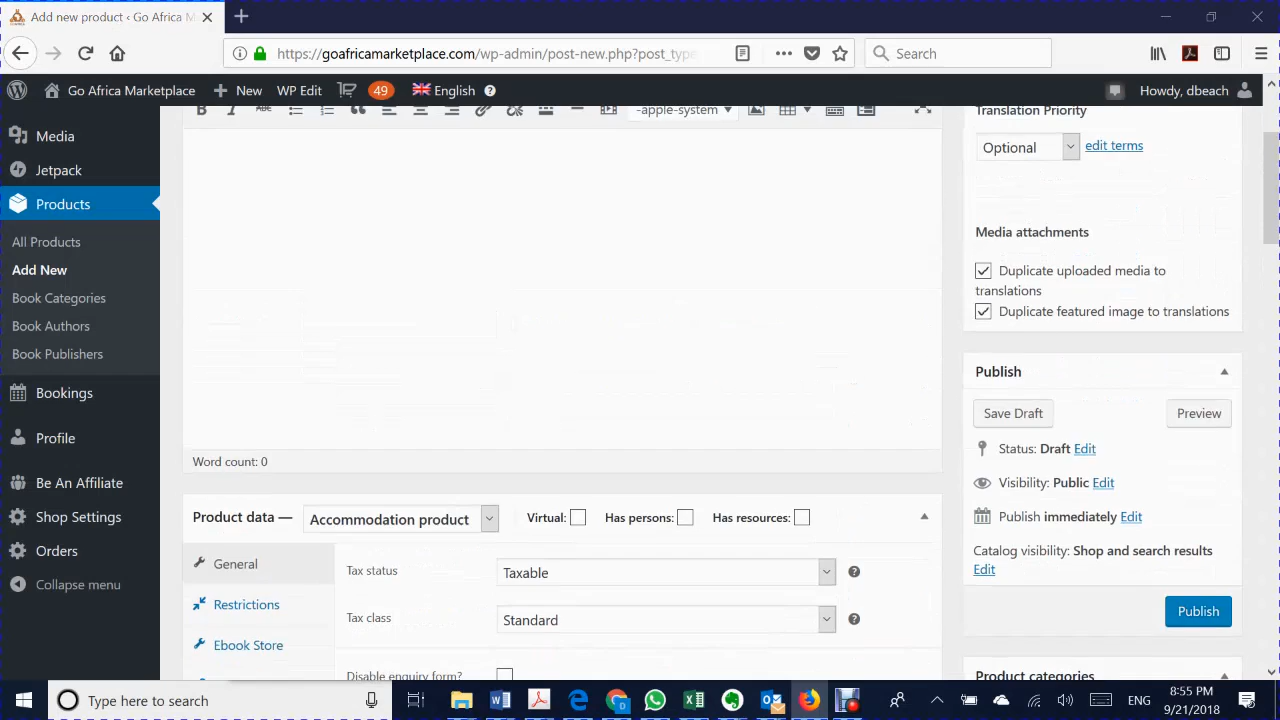 Add new product ‹ Go Africa M
https://goafricamarketplace.com/wp-admin/post-new.php?post_type
Search
Go Africa Marketplace
New
WP Edit
49
English
Howdy, dbeach
Media
Jetpack
Products
All Products
Add New
Book Categories
Book Authors
Book Publishers
Bookings
Profile
Be An Affiliate
Shop Settings
Orders
Collapse menu
B I ABC
-apple-system
Word count: 0
Product data —
Accommodation product
Virtual:
Has persons:
Has resources:
General
Restrictions
Ebook Store
Tax status
Taxable
Tax class
Standard
Disable enquiry form?
Translation Priority
Optional
edit terms
Media attachments
Duplicate uploaded media to
translations
Duplicate featured image to translations
Publish
Save Draft
Preview
Status: Draft Edit
Visibility: Public Edit
Publish immediately Edit
Catalog visibility: Shop and search results
Edit
Publish
Product categories
Type here to search
ENG
8:55 PM
9/21/2018